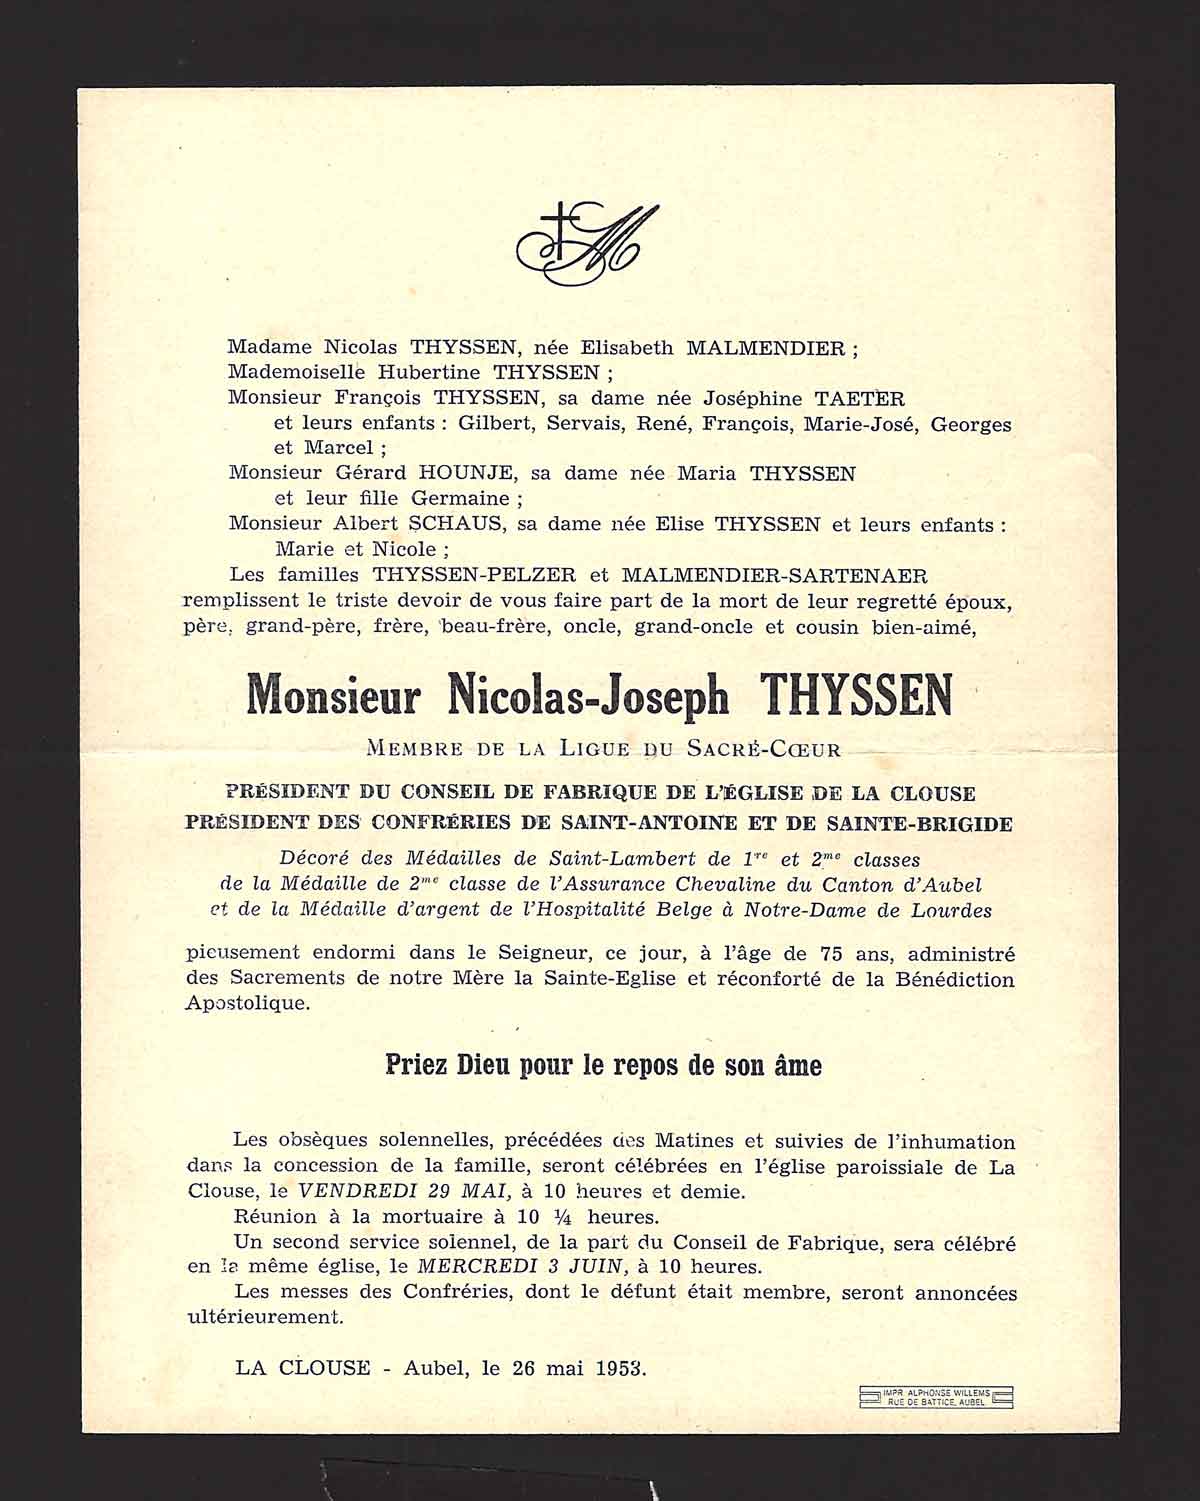 M
Madame Nicolas THYSSEN, née Elisabeth MALMENDIER ;
Mademoiselle Hubertine THYSSEN ;
Monsieur François THYSSEN, sa dame née Joséphine TAETER
et leurs enfants : Gilbert, Servais, René, François, Marie-José, Georges
et Marcel ;
Monsieur Gérard HOUNJE, sa dame née Maria THYSSEN
et leur fille Germaine ;
Monsieur Albert SCHAUS, sa dame née Elise THYSSEN et leurs enfants :
Marie et Nicole ;
Les familles THYSSEN-PELZER et MALMENDIER-SARTENAER
remplissent le triste devoir de vous faire part de la mort de leur regretté époux,
père, grand-père, frère, beau-frère, oncle, grand-oncle et cousin bien-aimé,
Monsieur Nicolas-Joseph THYSSEN
MEMBRE DE LA LIGUE DU SACRÉ-CŒUR
PRÉSIDENT DU CONSEIL DE FABRIQUE DE L'ÉGLISE DE LA CLOUSE
PRÉSIDENT DES CONFRÉRIES DE SAINT-ANTOINE ET DE SAINTE-BRIGIDE
Décoré des Médailles de Saint-Lambert de 1re et 2me classes
de la Médaille de 2me classe de l'Assurance Chevaline du Canton d'Aubel
et de la Médaille d'argent de l'Hospitalité Belge à Notre-Dame de Lourdes
pieusement endormi dans le Seigneur, ce jour, à l'âge de 75 ans, administré
des Sacrements de notre Mère la Sainte-Eglise et réconforté de la Bénédiction
Apostolique.
Priez Dieu pour le repos de son âme
Les obsèques solennelles, précédées des Matines et suivies de l'inhumation
dans la concession de la famille, seront célébrées en l'église paroissiale de La
Clouse, le VENDREDI 29 MAI, à 10 heures et demie.
Réunion à la mortuaire à 10 ¼ heures.
Un second service solennel, de la part du Conseil de Fabrique, sera célébré
en la même église, le MERCREDI 3 JUIN, à 10 heures.
Les messes des Confréries, dont le défunt était membre, seront annoncées
ultérieurement.
LA CLOUSE - Aubel, le 26 mai 1953.
IMPR. ALPHONSE WILLEMS
RUE DE BATTICE, AUBEL